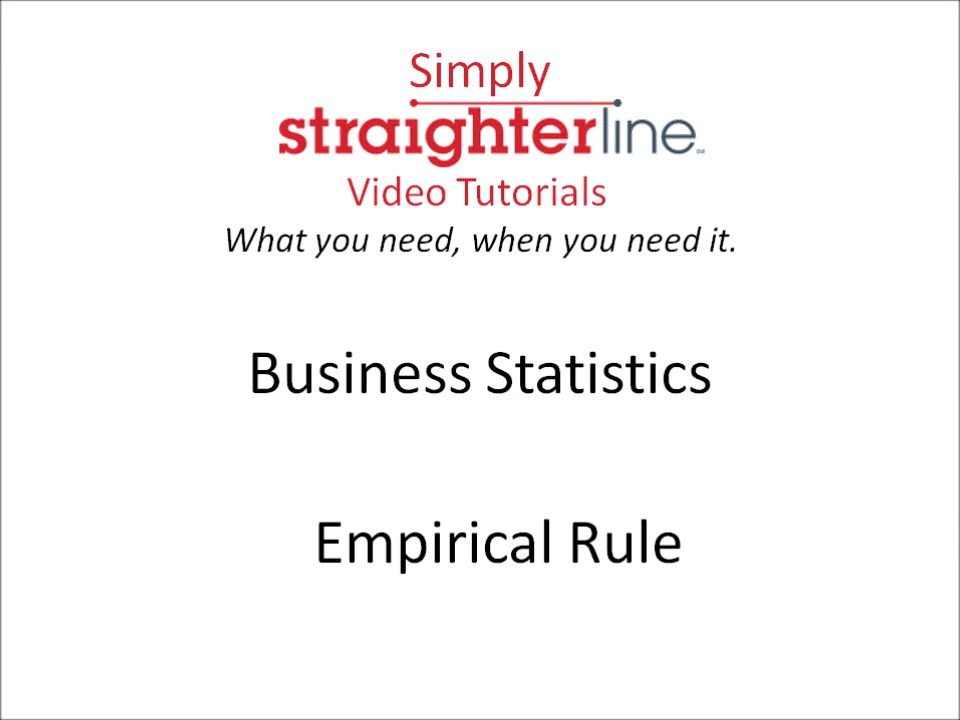 Simply
straighterline
Video Tutorials
What you need, when you need it.
Business Statistics
Empirical Rule